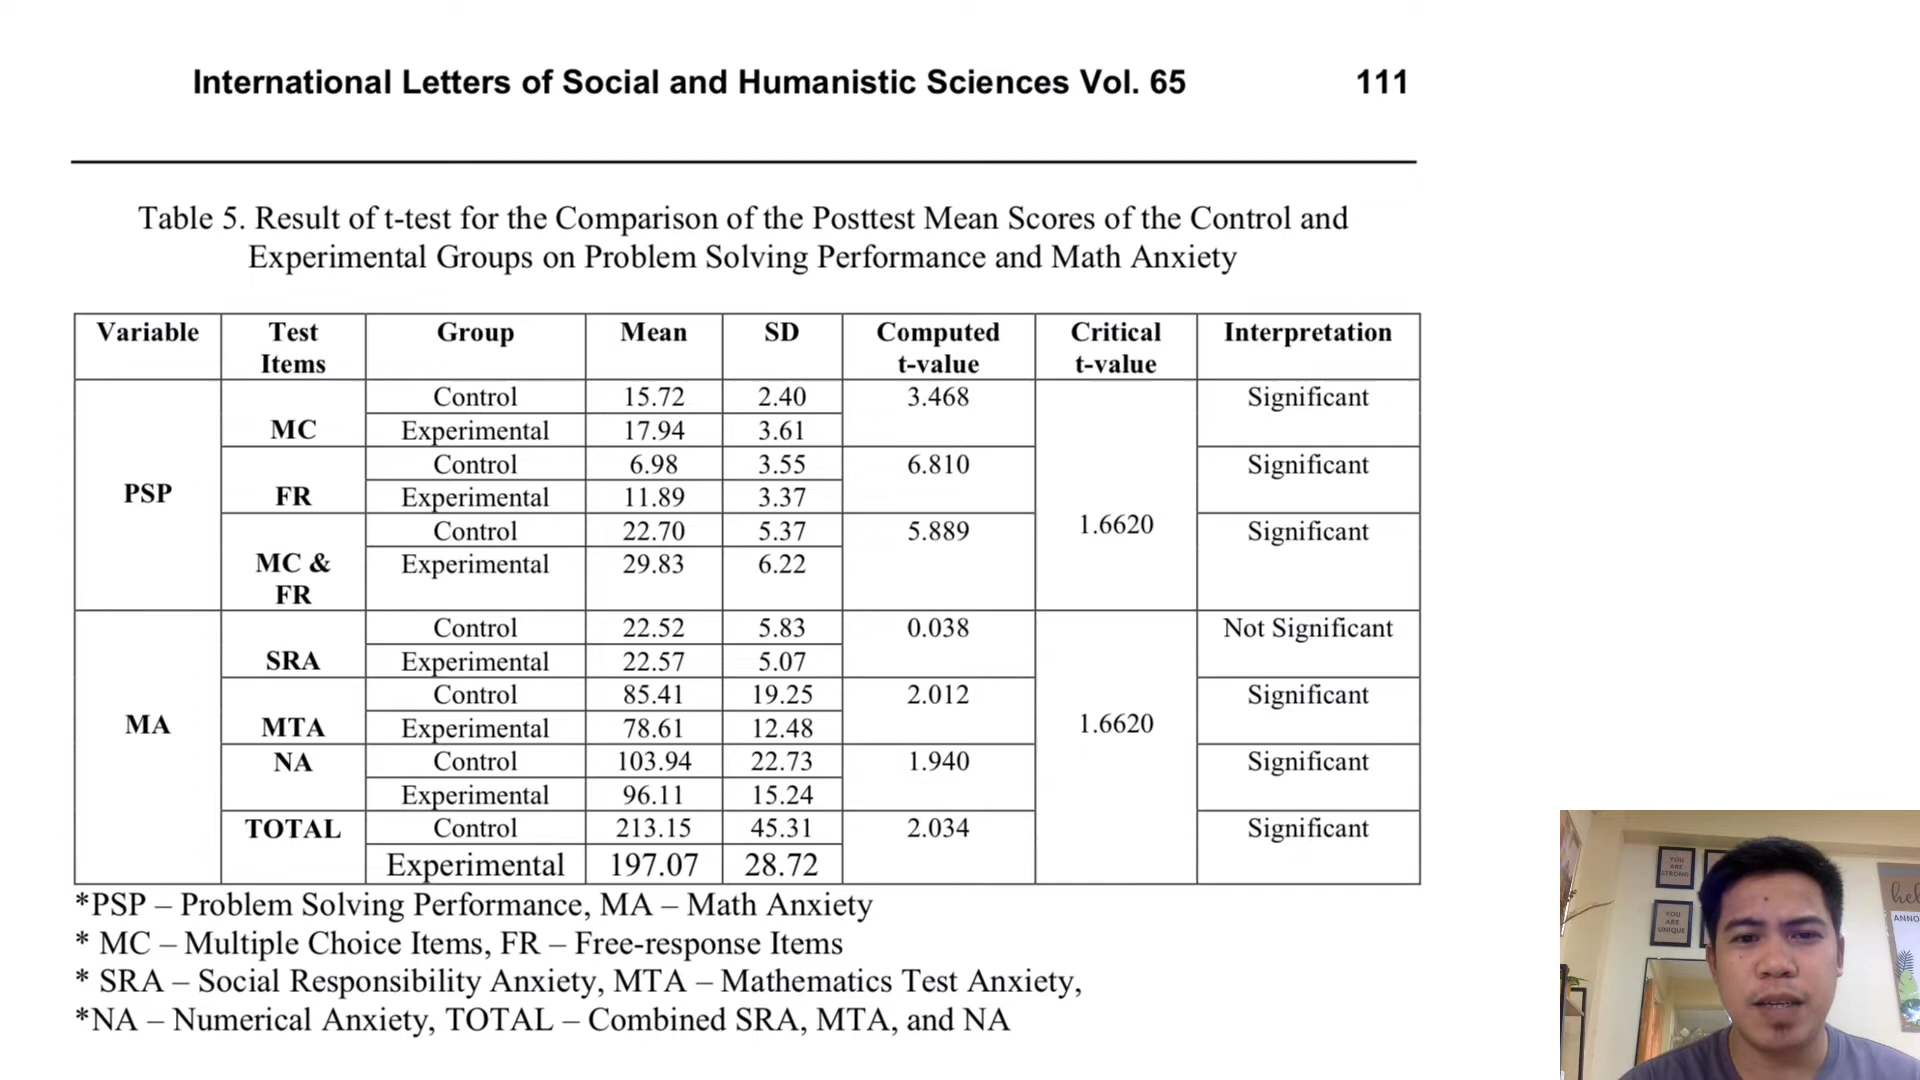 International Letters of Social and Humanistic Sciences Vol. 65 111
Table 5. Result of t-test for the Comparison of the Posttest Mean Scores of the Control and
Experimental Groups on Problem Solving Performance and Math Anxiety
Variable Test Items Group Mean SD Computed t-value Critical t-value Interpretation
PSP MC Control 15.72 2.40 3.468 1.6620 Significant
Experimental 17.94 3.61
FR Control 6.98 3.55 6.810 Significant
Experimental 11.89 3.37
MC & FR Control 22.70 5.37 5.889 Significant
Experimental 29.83 6.22
MA SRA Control 22.52 5.83 0.038 1.6620 Not Significant
Experimental 22.57 5.07
MTA Control 85.41 19.25 2.012 Significant
Experimental 78.61 12.48
NA Control 103.94 22.73 1.940 Significant
Experimental 96.11 15.24
TOTAL Control 213.15 45.31 2.034 Significant
Experimental 197.07 28.72
*PSP – Problem Solving Performance, MA – Math Anxiety
* MC – Multiple Choice Items, FR – Free-response Items
* SRA – Social Responsibility Anxiety, MTA – Mathematics Test Anxiety,
*NA – Numerical Anxiety, TOTAL – Combined SRA, MTA, and NA
YOU
ARE
STRONG
YOU
ARE
UNIQUE
hel
ANNO